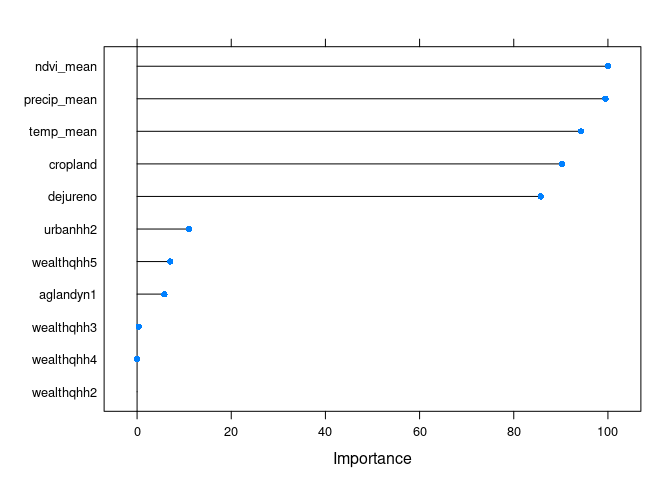 ndvi_mean
precip_mean
temp_mean
cropland
dejureno
urbanhh2
wealthqhh5
aglandyn1
wealthqhh3
wealthqhh4
wealthqhh2
0 20 40 60 80 100
Importance